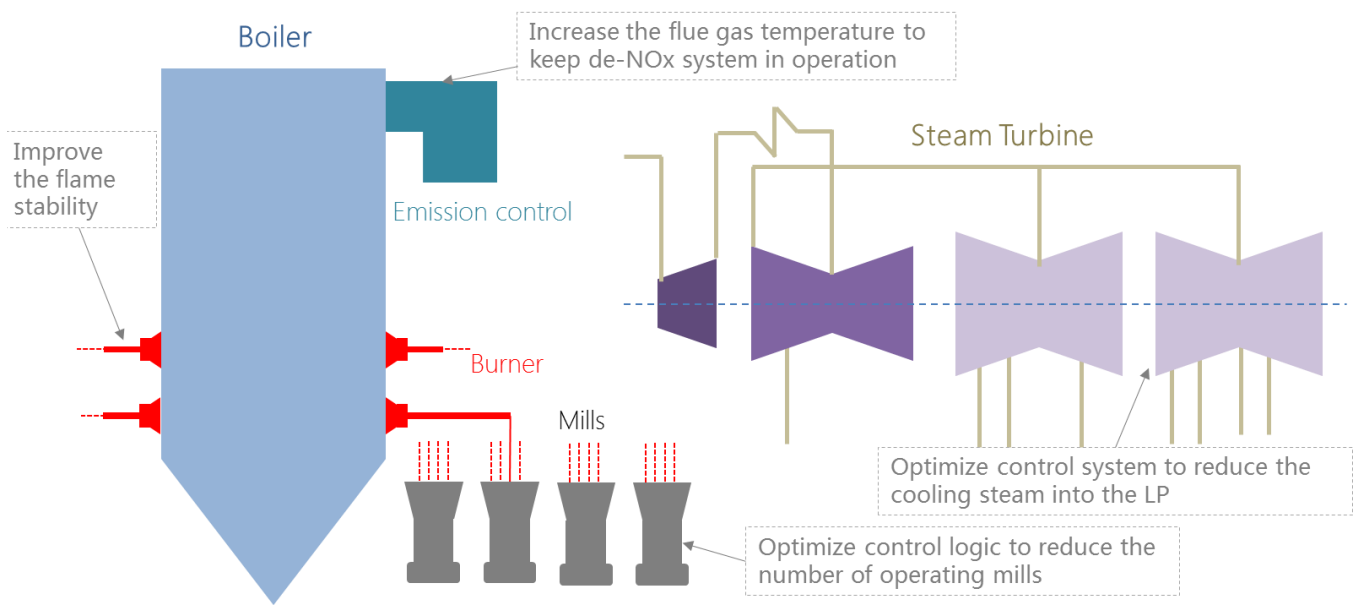 Boiler
Increase the flue gas temperature to
keep de-NOx system in operation
Improve
the flame
stability
Emission control
Steam Turbine
Burner
Mills
Optimize control system to reduce the
cooling steam into the LP
Optimize control logic to reduce the
number of operating mills